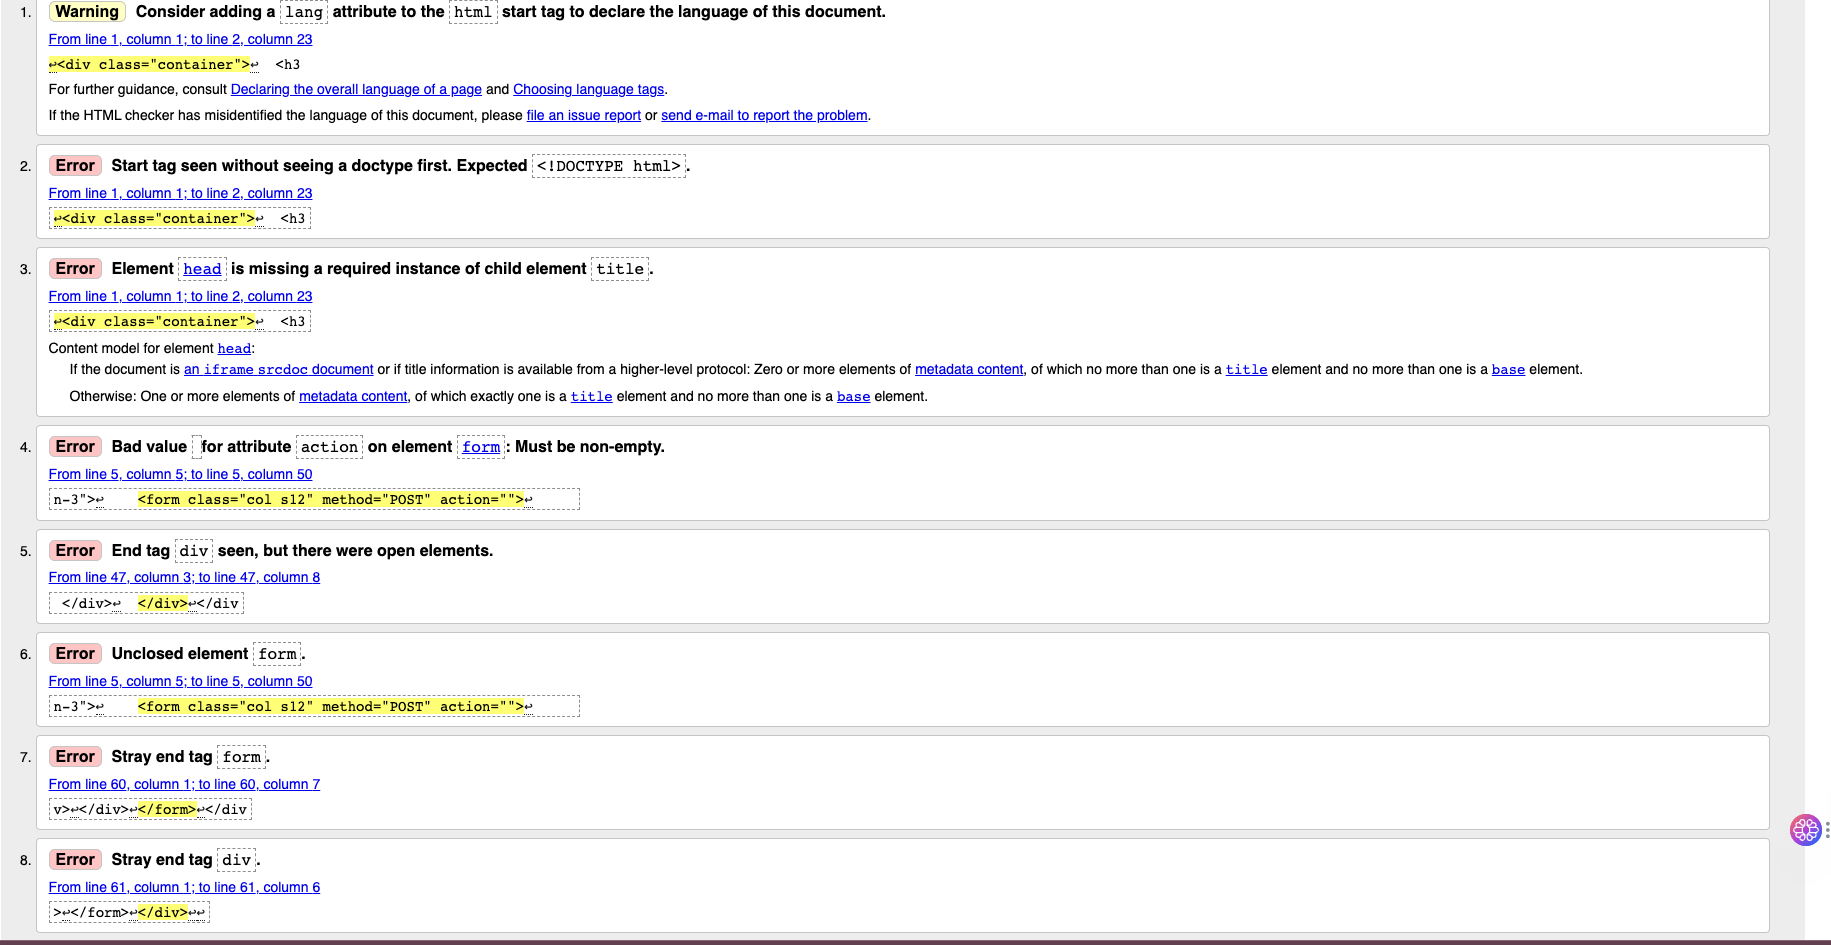 1. Warning Consider adding a lang attribute to the html start tag to declare the language of this document.
From line 1, column 1; to line 2, column 23
↩<div class="container">↩  <h3
For further guidance, consult Declaring the overall language of a page and Choosing language tags.
If the HTML checker has misidentified the language of this document, please file an issue report or send e-mail to report the problem.
2. Error Start tag seen without seeing a doctype first. Expected <!DOCTYPE html>.
From line 1, column 1; to line 2, column 23
↩<div class="container">↩  <h3
3. Error Element head is missing a required instance of child element title.
From line 1, column 1; to line 2, column 23
↩<div class="container">↩  <h3
Content model for element head:
If the document is an iframe srcdoc document or if title information is available from a higher-level protocol: Zero or more elements of metadata content, of which no more than one is a title element and no more than one is a base element.
Otherwise: One or more elements of metadata content, of which exactly one is a title element and no more than one is a base element.
4. Error Bad value  for attribute action on element form: Must be non-empty.
From line 5, column 5; to line 5, column 50
n-3">↩    <form class="col s12" method="POST" action="">↩
5. Error End tag div seen, but there were open elements.
From line 47, column 3; to line 47, column 8
</div>↩  </div>↩</div
6. Error Unclosed element form.
From line 5, column 5; to line 5, column 50
n-3">↩    <form class="col s12" method="POST" action="">↩
7. Error Stray end tag form.
From line 60, column 1; to line 60, column 7
v>↩</div>↩</form>↩</div
8. Error Stray end tag div.
From line 61, column 1; to line 61, column 6
>↩</form>↩</div>↩↩